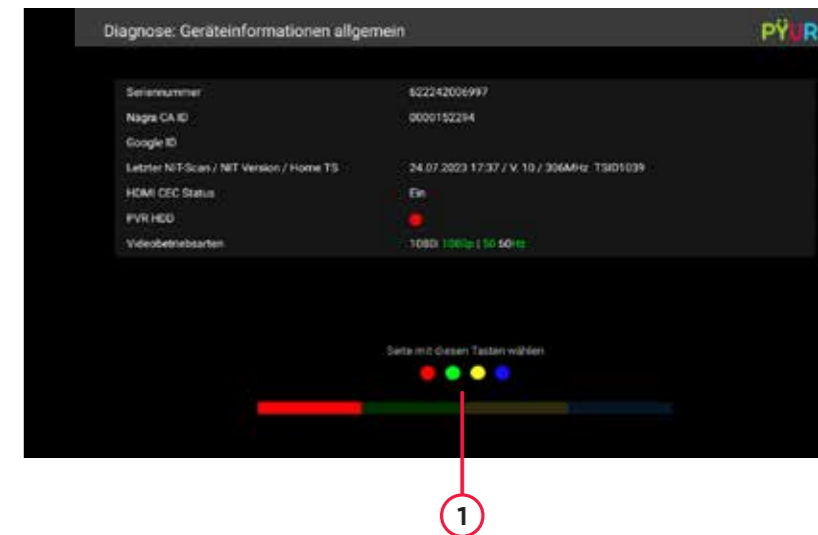 Diagnose: Geräteinformationen allgemein PŸUR
Seriennummer 622242006997
Nagra CA ID 0000152294
Google ID
Letzter NIT-Scan / NIT Version / Home TS 24.07.2023 17:37 / V. 10 / 306MHz TSID1039
HDMI CEC Status Ein
PVR HDD
Videobetriebsarten 1080i 1080p | 50 60Hz
Seite mit diesen Tasten wählen
1